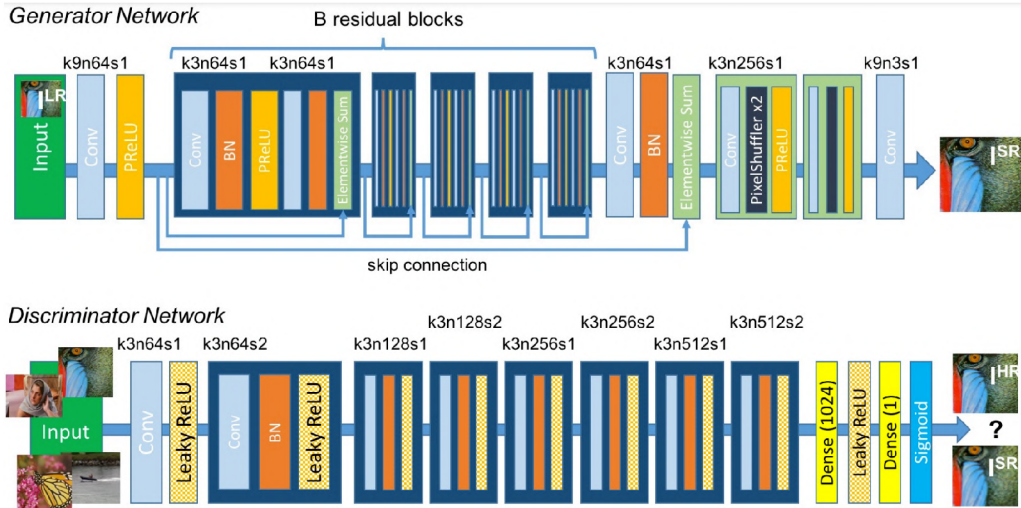 Generator Network
B residual blocks
k9n64s1
k3n64s1
k3n64s1
k3n64s1
k3n256s1
k9n3s1
Input
I^LR
Conv
PReLU
Conv
BN
PReLU
Elementwise Sum
Conv
BN
Elementwise Sum
Conv
PixelShuffler x2
PReLU
Conv
I^SR
skip connection
Discriminator Network
k3n64s1
k3n64s2
k3n128s1
k3n128s2
k3n256s1
k3n256s2
k3n512s1
k3n512s2
Input
Conv
Leaky ReLU
Conv
BN
Leaky ReLU
Dense (1024)
Leaky ReLU
Dense (1)
Sigmoid
I^HR
?
I^SR